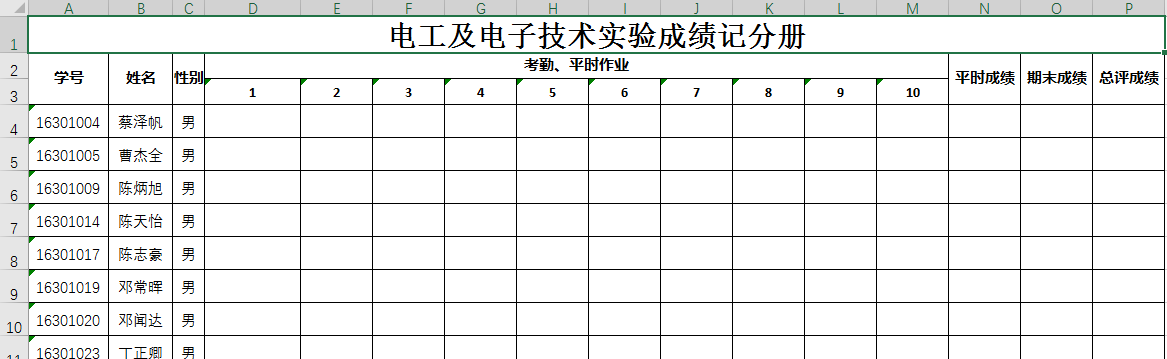 A B C D E F G H I J K L M N O P
1 电工及电子技术实验成绩记分册
2 学号 姓名 性别 考勤、平时作业 平时成绩 期末成绩 总评成绩
3 1 2 3 4 5 6 7 8 9 10
4 16301004 蔡泽帆 男
5 16301005 曹杰全 男
6 16301009 陈炳旭 男
7 16301014 陈天怡 男
8 16301017 陈志豪 男
9 16301019 邓常晖 男
10 16301020 邓闻达 男
11 16301023 丁正卿 男